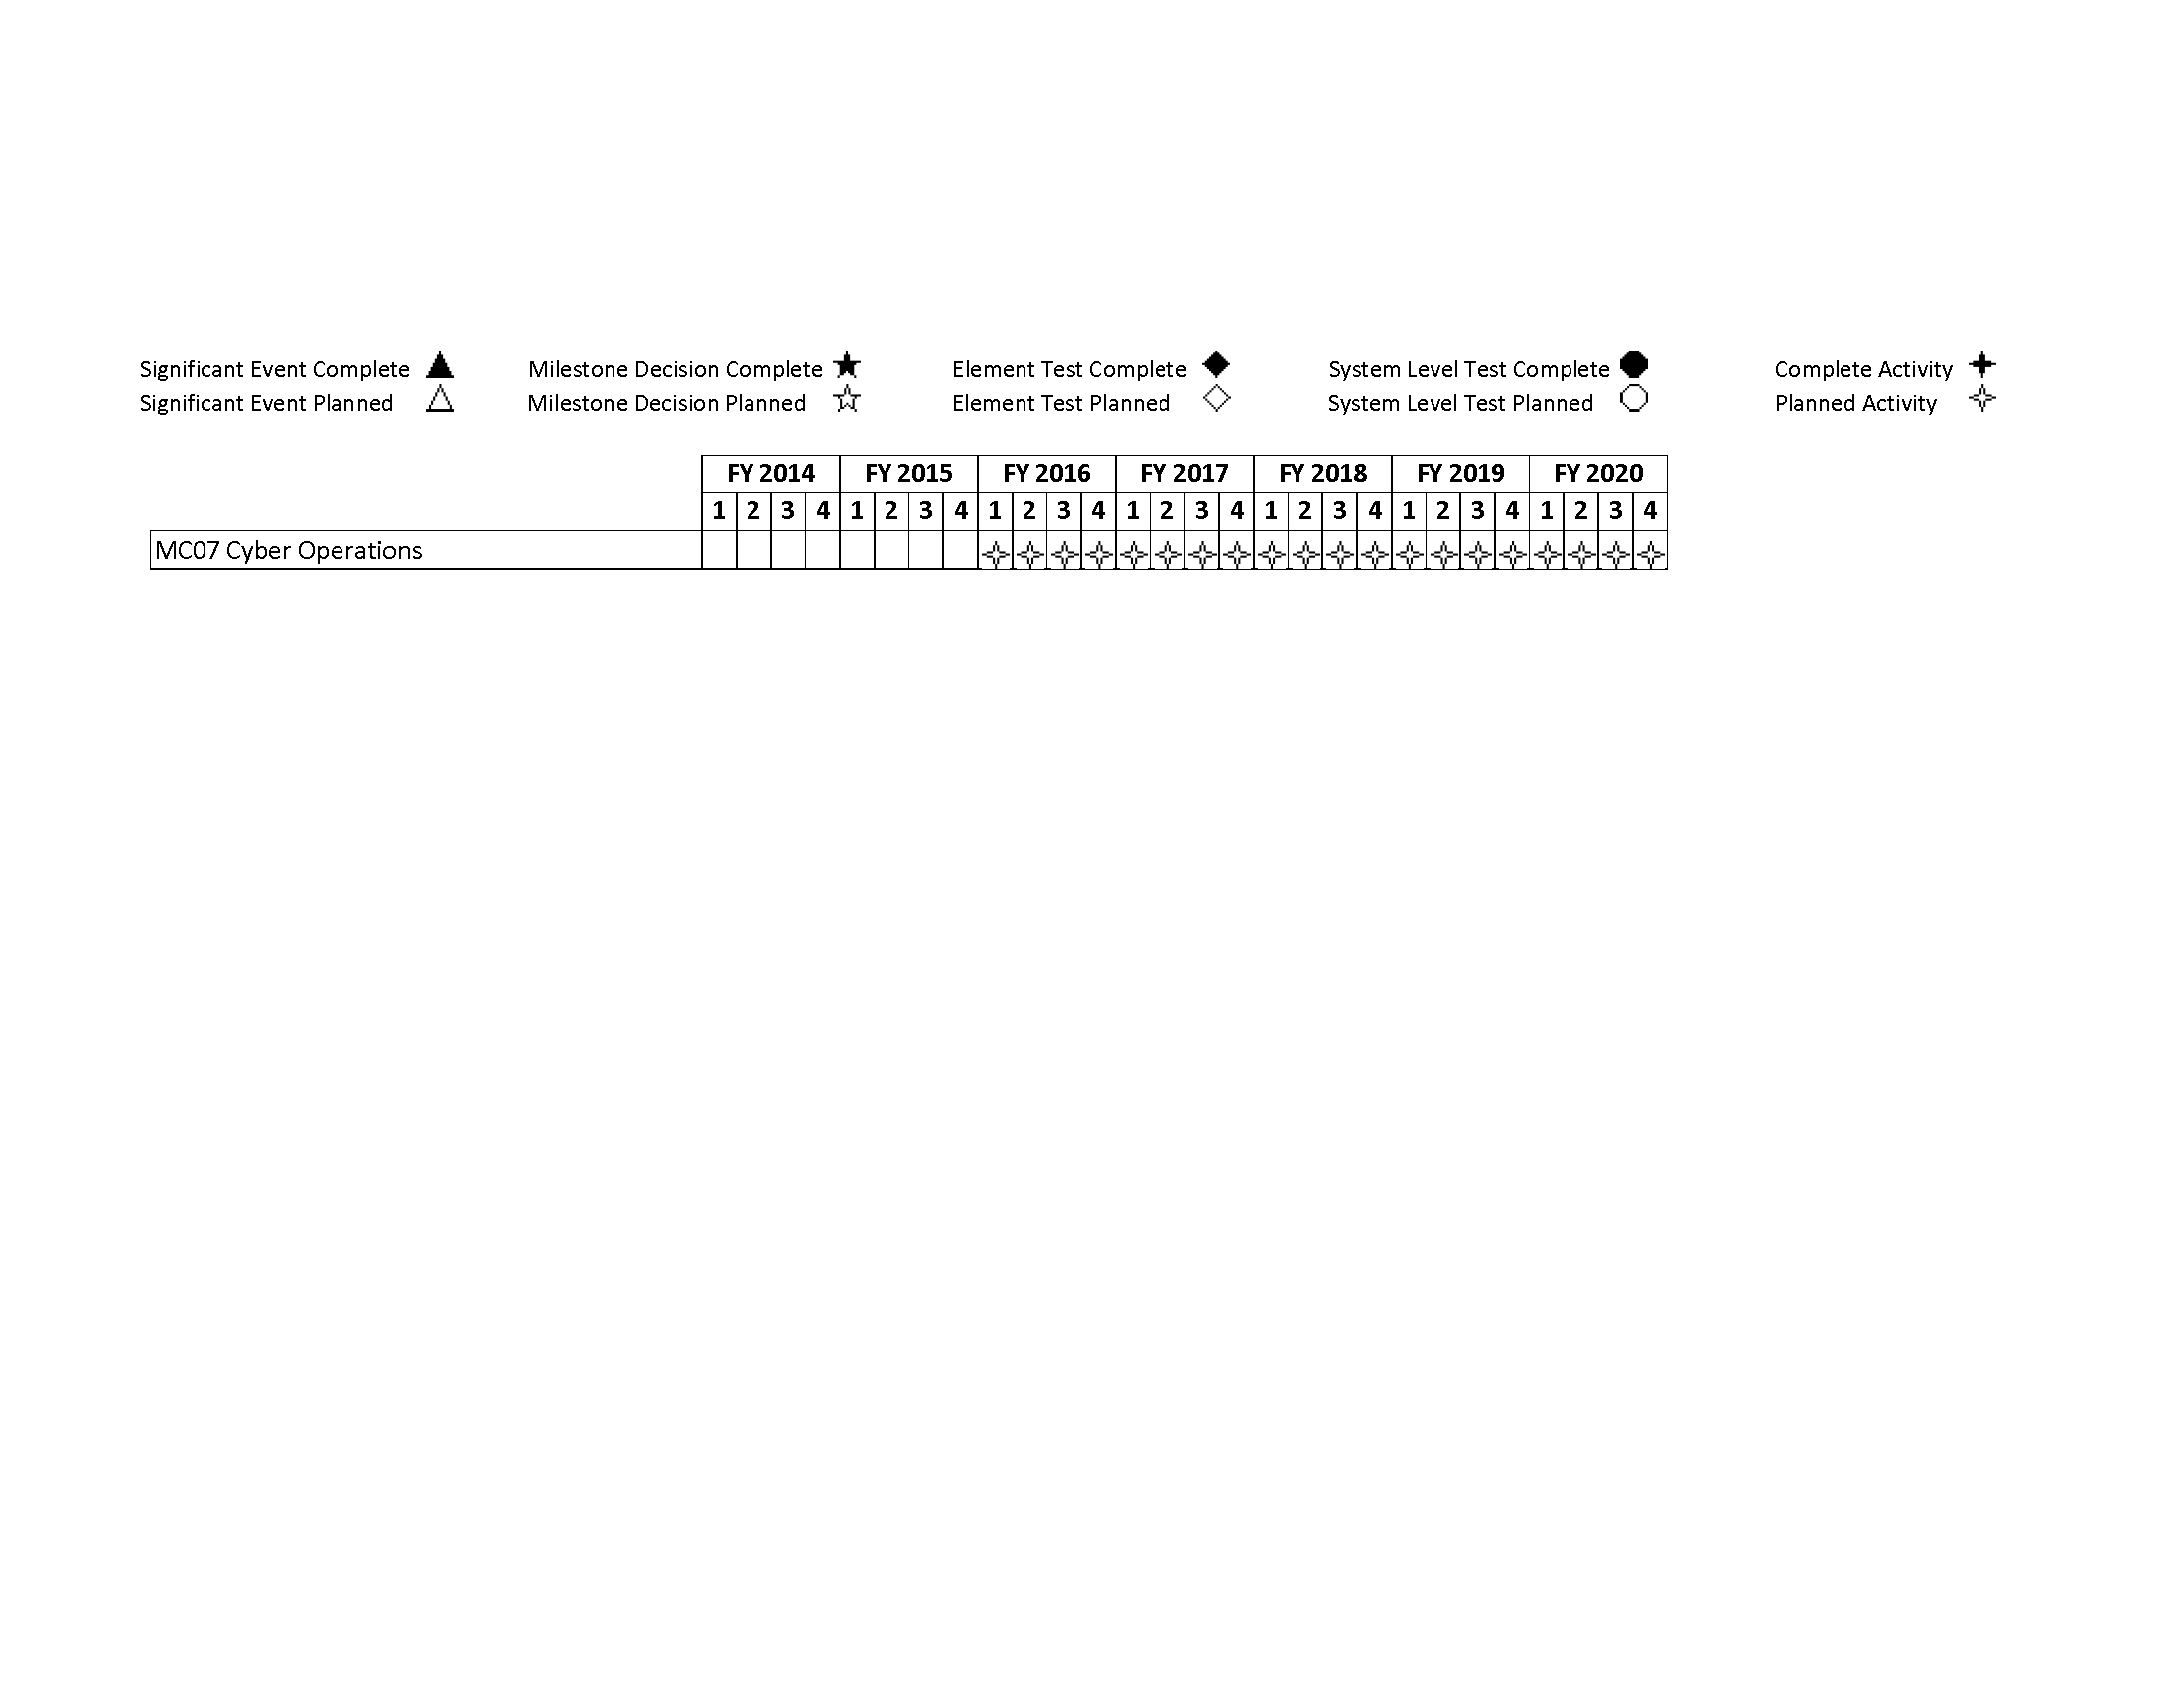 Significant Event Complete Milestone Decision Complete Element Test Complete System Level Test Complete Complete Activity
Significant Event Planned Milestone Decision Planned Element Test Planned System Level Test Planned Planned Activity
FY 2014 FY 2015 FY 2016 FY 2017 FY 2018 FY 2019 FY 2020
1 2 3 4 1 2 3 4 1 2 3 4 1 2 3 4 1 2 3 4 1 2 3 4 1 2 3 4
MC07 Cyber Operations